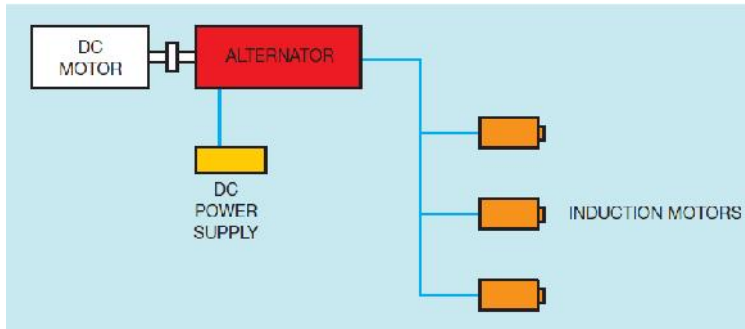 DC
MOTOR
ALTERNATOR
DC
POWER
SUPPLY
INDUCTION MOTORS